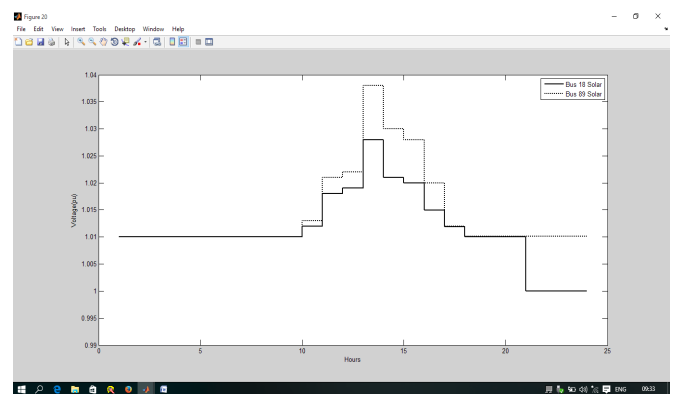 Figure 20
File Edit View Insert Tools Desktop Window Help
Bus 18 Solar
Bus 89 Solar
1.04
1.035
1.03
1.025
1.02
1.015
1.01
1.005
1
0.995
0.99
Voltage(pu)
0 5 10 15 20 25
Hours
ENG 09:33